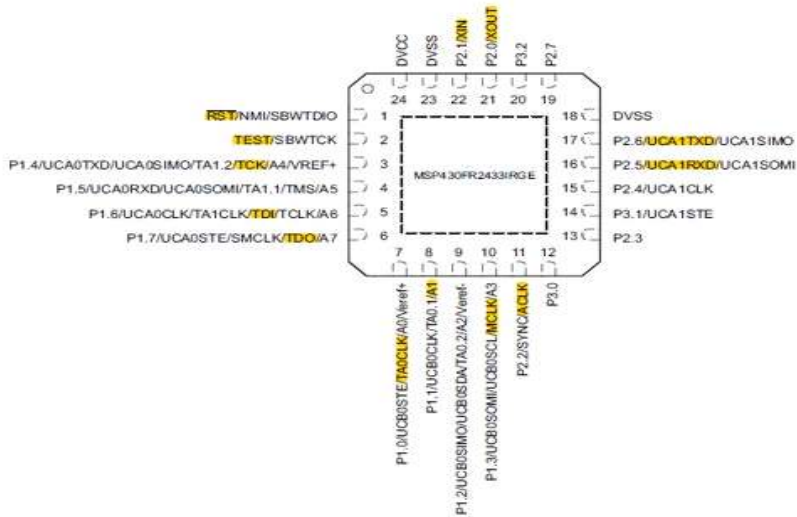 DVCC
DVSS
P2.1/XIN
P2.0/XOUT
P3.2
P2.7
24
23
22
21
20
19
RST/NMI/SBWTDIO
1
18
DVSS
TEST/SBWTCK
2
17
P2.6/UCA1TXD/UCA1SIMO
P1.4/UCA0TXD/UCA0SIMO/TA1.2/TCK/A4/VREF+
3
MSP430FR2433IRGE
16
P2.5/UCA1RXD/UCA1SOMI
P1.5/UCA0RXD/UCA0SOMI/TA1.1/TMS/A5
4
15
P2.4/UCA1CLK
P1.6/UCA0CLK/TA1CLK/TDI/TCLK/A6
5
14
P3.1/UCA1STE
P1.7/UCA0STE/SMCLK/TDO/A7
6
13
P2.3
7
8
9
10
11
12
P1.0/UCB0STE/TA0CLK/A0/Veref+
P1.1/UCB0CLK/TA0.1/A1
P1.2/UCB0SIMO/UCB0SDA/TA0.2/A2/Veref-
P1.3/UCB0SOMI/UCB0SCL/MCLK/A3
P2.2/SYNC/ACLK
P3.0